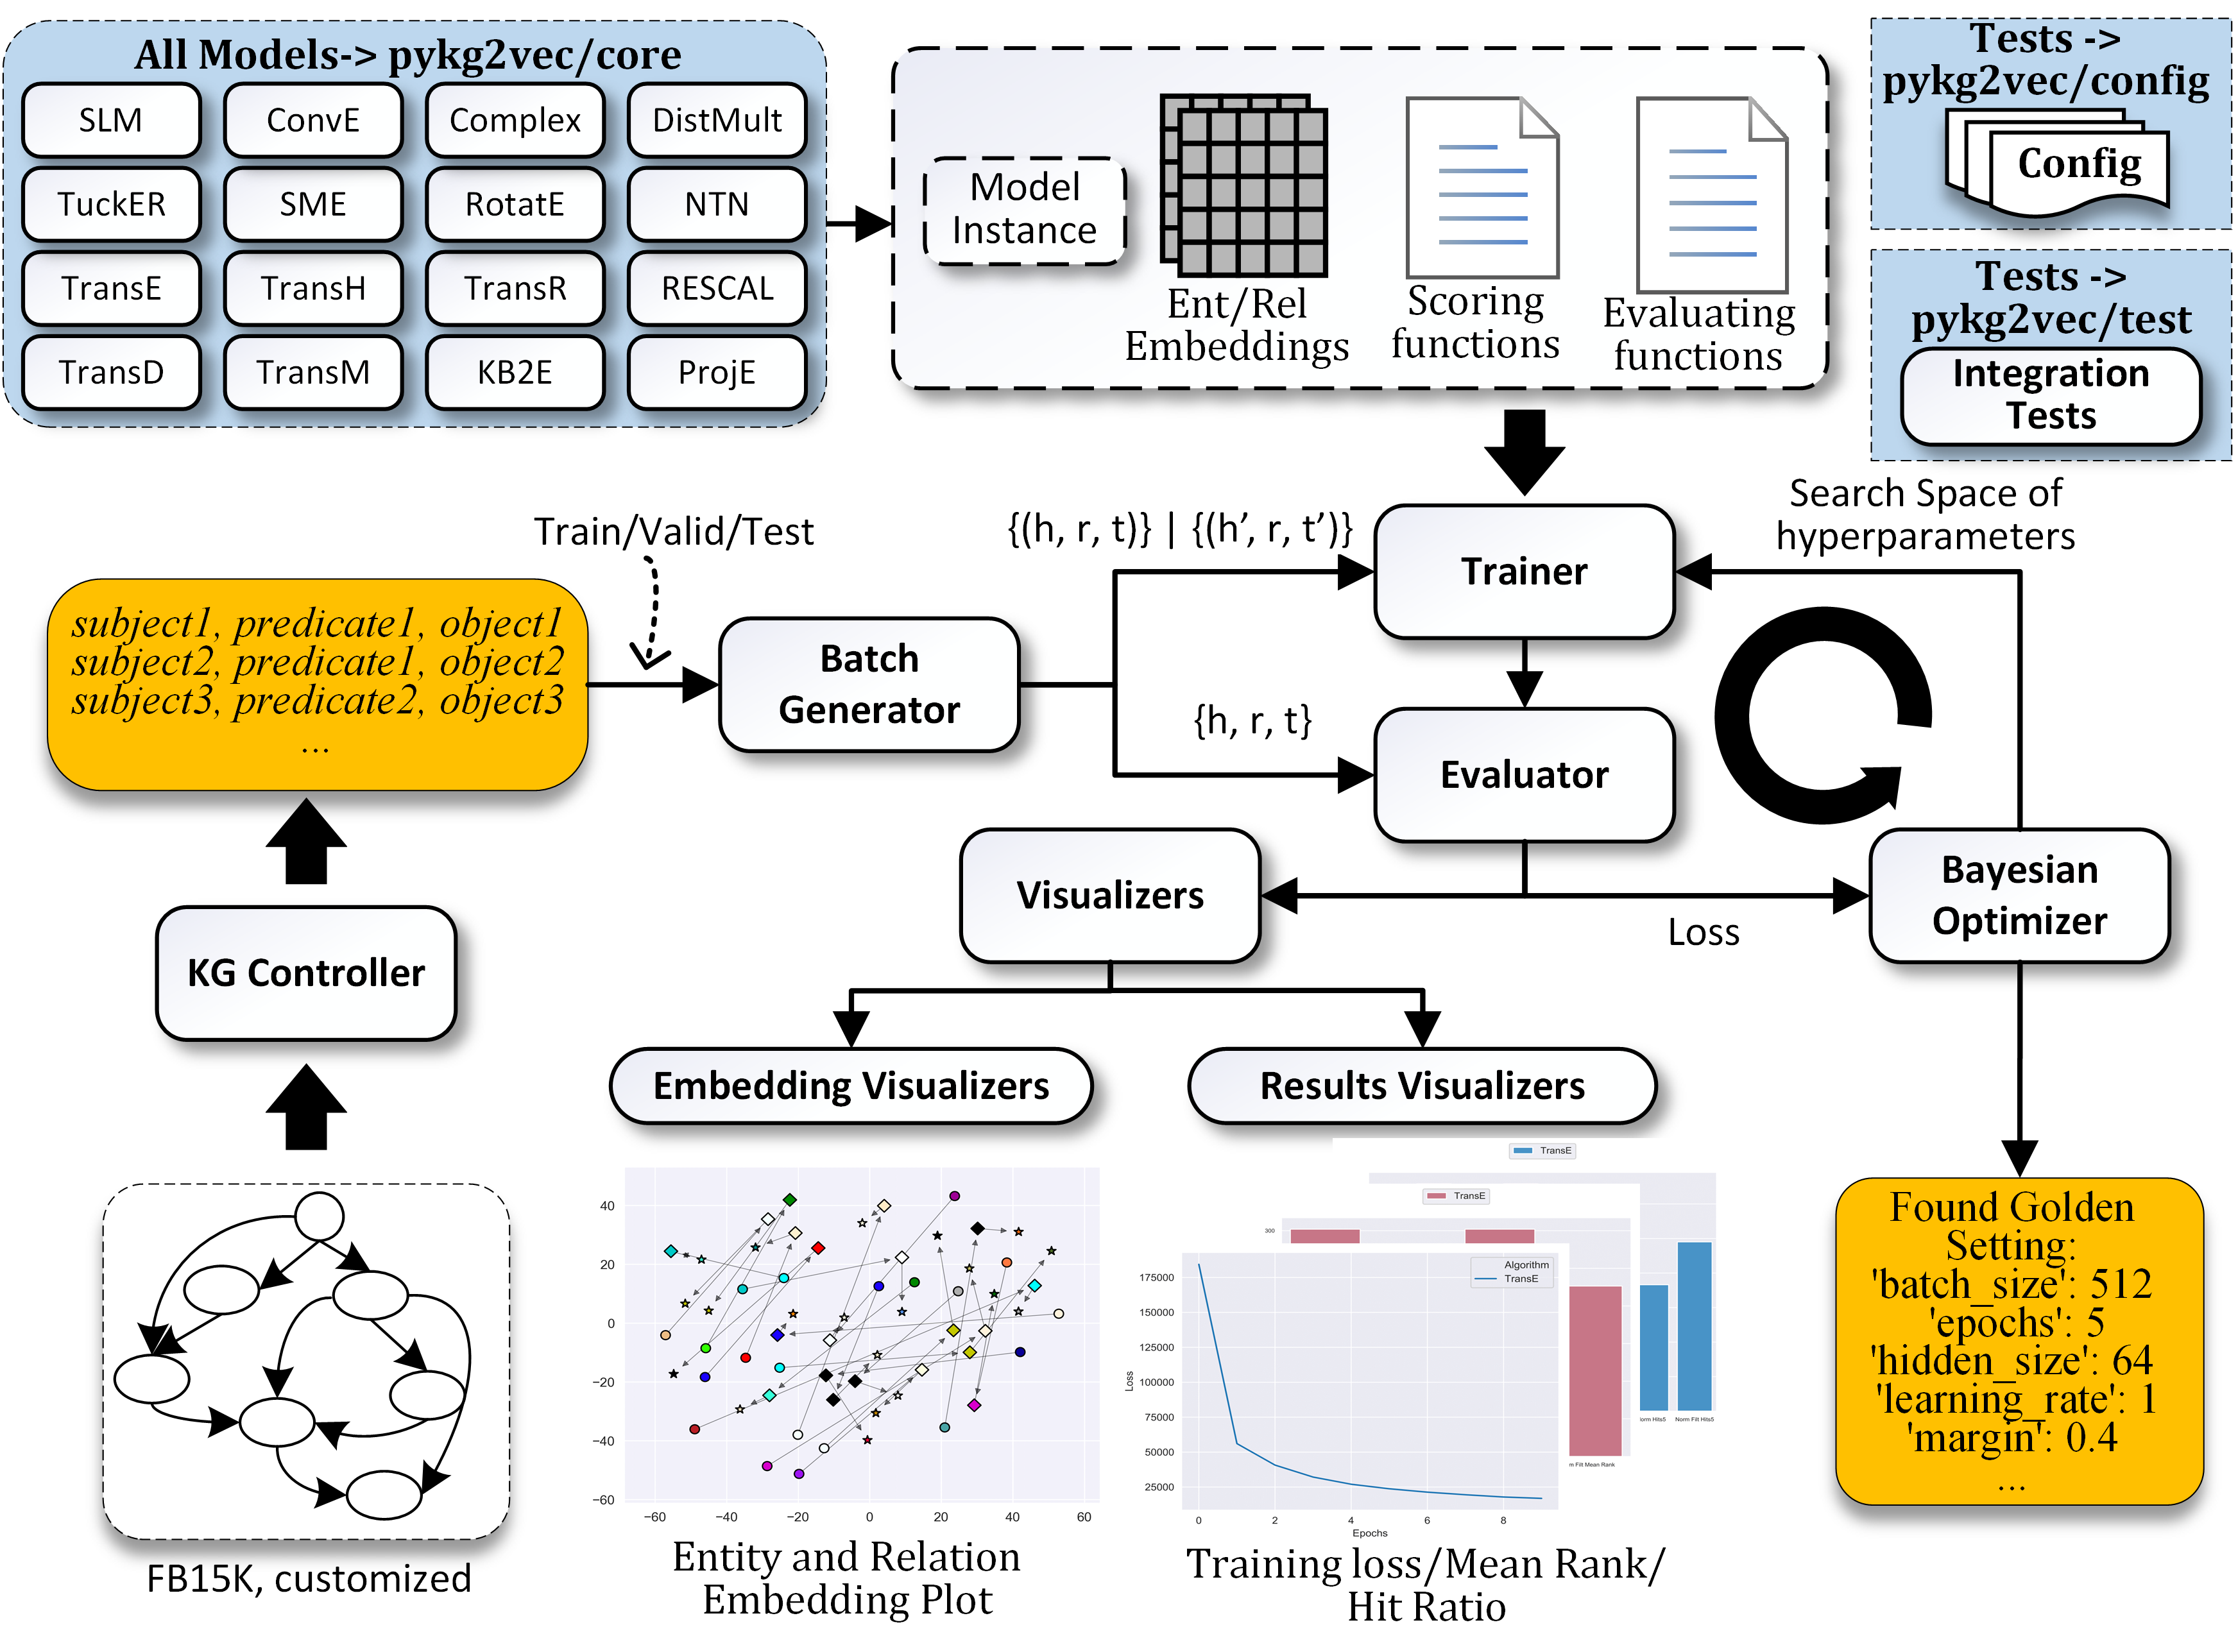 All Models-> pykg2vec/core
SLM
ConvE
Complex
DistMult
TuckER
SME
RotatE
NTN
TransE
TransH
TransR
RESCAL
TransD
TransM
KB2E
ProjE
Model
Instance
Ent/Rel
Embeddings
Scoring
functions
Evaluating
functions
Tests ->
pykg2vec/config
Config
Tests ->
pykg2vec/test
Integration
Tests
Train/Valid/Test
subject1, predicate1, object1
subject2, predicate1, object2
subject3, predicate2, object3
...
Batch
Generator
{(h, r, t)} | {(h’, r, t’)}
{h, r, t}
Trainer
Evaluator
Search Space of
hyperparameters
Visualizers
Loss
Bayesian
Optimizer
KG Controller
Embedding Visualizers
Results Visualizers
FB15K, customized
40
20
0
−20
−40
−60
−60
−40
−20
0
20
40
60
Entity and Relation
Embedding Plot
TransE
TransE
300
Algorithm
TransE
175000
150000
125000
100000
75000
50000
25000
Loss
0
2
4
6
8
Epochs
m Filt Mean Rank
orm Hits5
Norm Filt Hits5
Training loss/Mean Rank/
Hit Ratio
Found Golden
Setting:
'batch_size': 512
'epochs': 5
'hidden_size': 64
'learning_rate': 1
'margin': 0.4
...